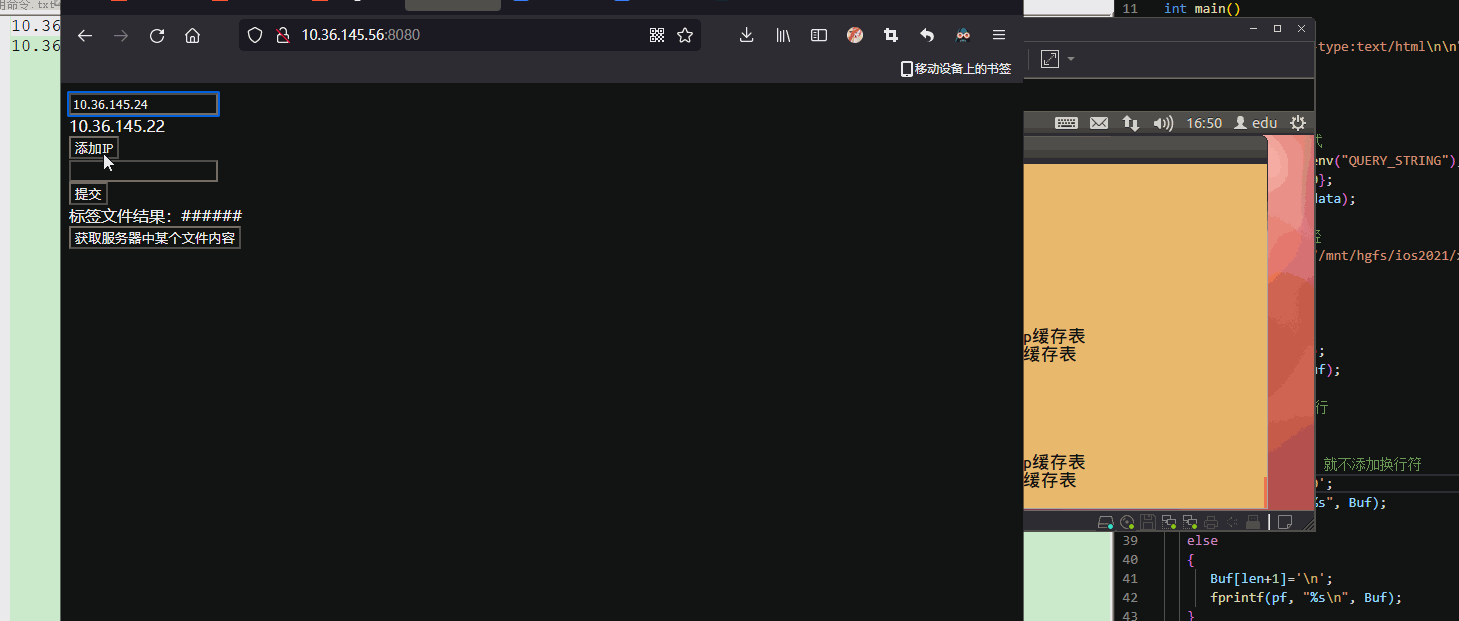 用命令.txt
10.36
10.36
10.36.145.56:8080
移动设备上的书签
10.36.145.24
10.36.145.22
添加IP
提交
标签文件结果：######
获取服务器中某个文件内容
16:50 edu
p缓存表
缓存表
p缓存表
缓存表
11 int main()
-type:text/html\n\n
式
env("QUERY_STRING")
};
data);
径
/mnt/hgfs/ios2021/
;
uf);
行
就不添加换行符
';
%s", Buf);
39 else
40 {
41 Buf[len+1]='\n';
42 fprintf(pf, "%s\n", Buf);
43 }